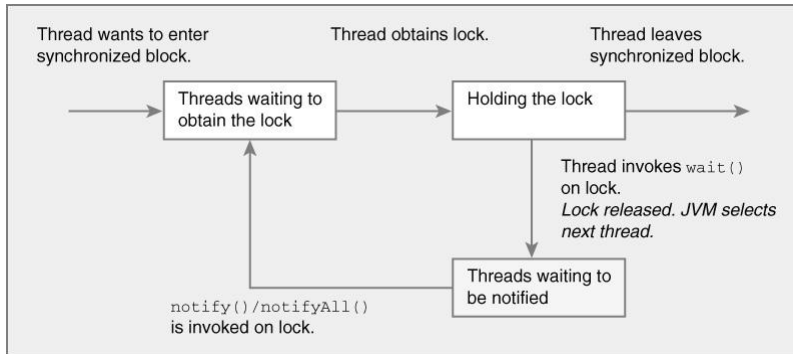 Thread wants to enter
synchronized block.
Thread obtains lock.
Thread leaves
synchronized block.
Threads waiting to
obtain the lock
Holding the lock
Thread invokes wait()
on lock.
Lock released. JVM selects
next thread.
Threads waiting to
be notified
notify()/notifyAll()
is invoked on lock.